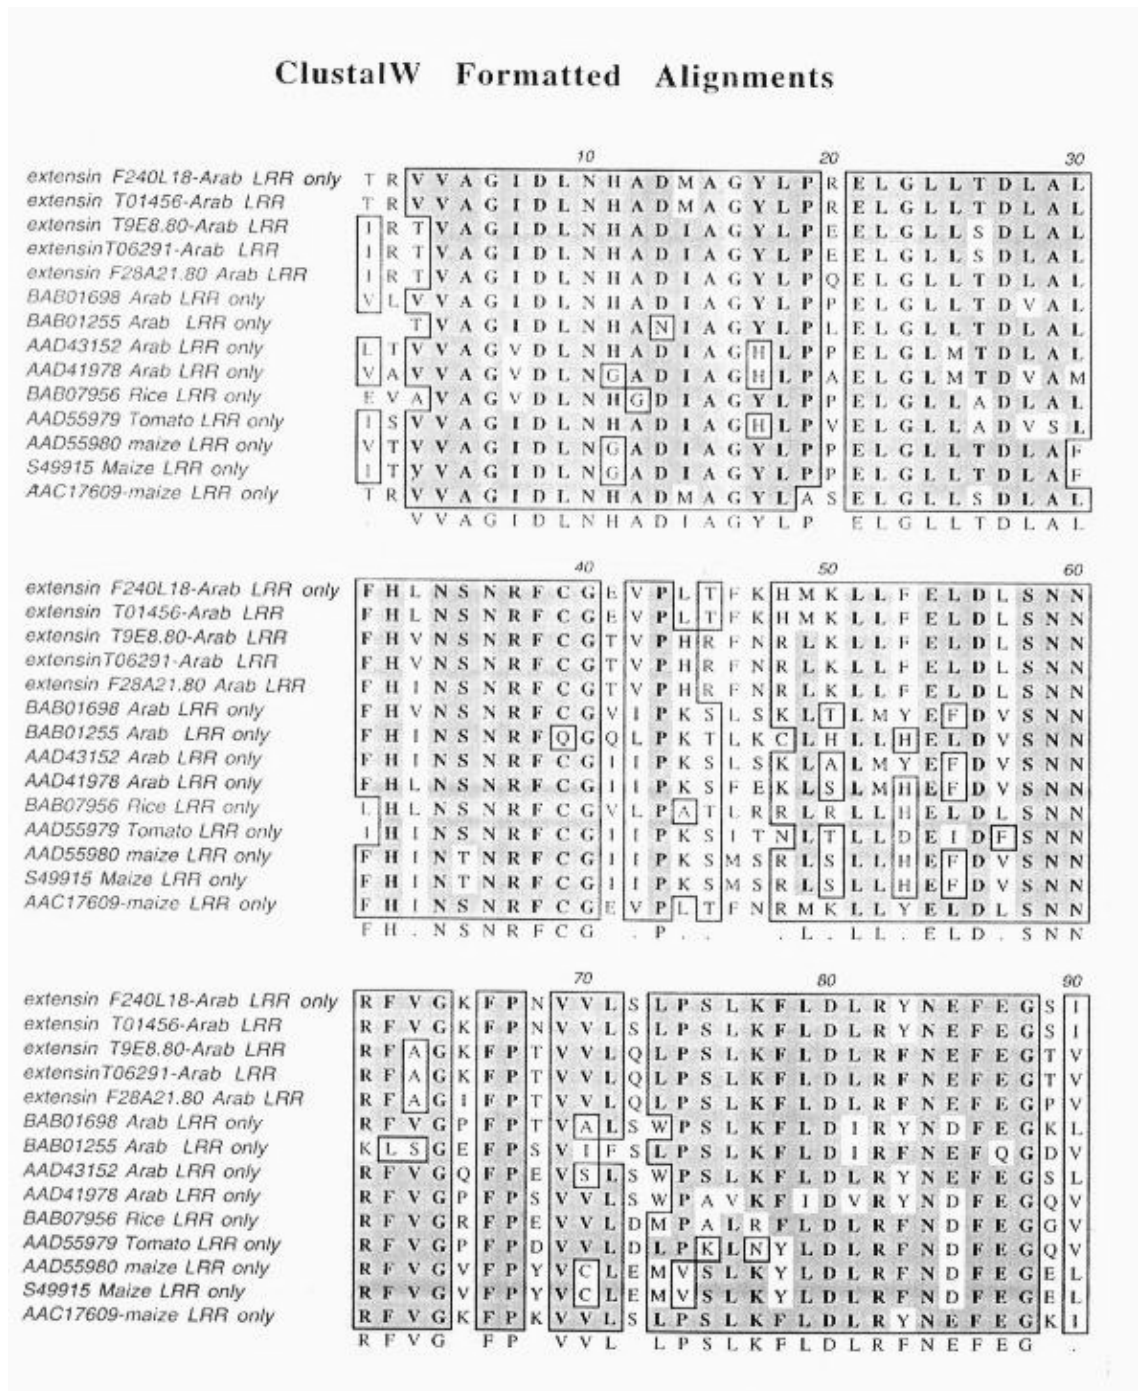 ClustalW Formatted Alignments
10 20 30
extensin F240L18-Arab LRR only T R V V A G I D L N H A D M A G Y L P R E L G L L T D L A L
extensin T01456-Arab LRR T R V V A G I D L N H A D M A G Y L P R E L G L L T D L A L
extensin T9E8.80-Arab LRR I R T V A G I D L N H A D I A G Y L P E E L G L L S D L A L
extensinT06291-Arab LRR I R T V A G I D L N H A D I A G Y L P E E L G L L S D L A L
extensin F28A21.80 Arab LRR I R T V A G I D L N H A D I A G Y L P Q E L G L L T D L A L
BAB01698 Arab LRR only V L V V A G I D L N H A D I A G Y L P P E L G L L T D V A L
BAB01255 Arab LRR only T V A G I D L N H A N I A G Y L P L E L G L L T D L A L
AAD43152 Arab LRR only L T V V A G V D L N H A D I A G H L P P E L G L M T D L A L
AAD41978 Arab LRR only V A V V A G V D L N G A D I A G H L P A E L G L M T D V A M
BAB07956 Rice LRR only E V A V A G V D L N H G D I A G Y L P P E L G L L A D L A L
AAD55979 Tomato LRR only I S V V A G I D L N H A D I A G H L P V E L G L L A D V S L
AAD55980 maize LRR only V T V V A G I D L N G A D I A G Y L P P E L G L L T D L A F
S49915 Maize LRR only I T V V A G I D L N G A D I A G Y L P P E L G L L T D L A F
AAC17609-maize LRR only T R V V A G I D L N H A D M A G Y L A S E L G L L S D L A L
. V V A G I D L N H A D I A G Y L P E L G L L T D L A L
40 50 60
extensin F240L18-Arab LRR only F H L N S N R F C G E V P L T F K H M K L L F E L D L S N N
extensin T01456-Arab LRR F H L N S N R F C G E V P L T F K H M K L L F E L D L S N N
extensin T9E8.80-Arab LRR F H V N S N R F C G T V P H R F N R L K L L F E L D L S N N
extensinT06291-Arab LRR F H V N S N R F C G T V P H R F N R L K L L F E L D L S N N
extensin F28A21.80 Arab LRR F H I N S N R F C G T V P H R F N R L K L L F E L D L S N N
BAB01698 Arab LRR only F H V N S N R F C G V I P K S L S K L T L M Y E F D V S N N
BAB01255 Arab LRR only F H I N S N R F Q G Q L P K T L K C L H L L H E L D V S N N
AAD43152 Arab LRR only F H I N S N R F C G I I P K S L S K L A L M Y E F D V S N N
AAD41978 Arab LRR only F H L N S N R F C G I I P K S F E K L S L M H E F D V S N N
BAB07956 Rice LRR only L H L N S N R F C G V L P A T L R R L R L L H E L D L S N N
AAD55979 Tomato LRR only I H I N S N R F C G I I P K S I T N L T L L D E I D F S N N
AAD55980 maize LRR only F H I N T N R F C G I I P K S M S R L S L L H E F D V S N N
S49915 Maize LRR only F H I N T N R F C G I I P K S M S R L S L L H E F D V S N N
AAC17609-maize LRR only F H I N S N R F C G E V P L T F N R M K L L Y E L D L S N N
F H . N S N R F C G . P . . . L . L L . E L D . S N N
70 80 90
extensin F240L18-Arab LRR only R F V G K F P N V V L S L P S L K F L D L R Y N E F E G S I
extensin T01456-Arab LRR R F V G K F P N V V L S L P S L K F L D L R Y N E F E G S I
extensin T9E8.80-Arab LRR R F A G K F P T V V L Q L P S L K F L D L R F N E F E G T V
extensinT06291-Arab LRR R F A G K F P T V V L Q L P S L K F L D L R F N E F E G T V
extensin F28A21.80 Arab LRR R F A G I F P T V V L Q L P S L K F L D L R F N E F E G P V
BAB01698 Arab LRR only R F V G P F P T V A L S W P S L K F L D I R Y N D F E G K L
BAB01255 Arab LRR only K L S G E F P S V I F S L P S L K F L D I R F N E F Q G D V
AAD43152 Arab LRR only R F V G Q F P E V S L S W P S L K F L D L R Y N E F E G S L
AAD41978 Arab LRR only R F V G P F P S V V L S W P A V K F I D V R Y N D F E G Q V
BAB07956 Rice LRR only R F V G R F P E V V L D M P A L R F L D L R F N D F E G G V
AAD55979 Tomato LRR only R F V G P F P D V V L D L P K L N Y L D L R F N D F E G Q V
AAD55980 maize LRR only R F V G V F P Y V C L E M V S L K Y L D L R F N D F E G E L
S49915 Maize LRR only R F V G V F P Y V C L E M V S L K Y L D L R F N D F E G E L
AAC17609-maize LRR only R F V G K F P K V V L S L P S L K F L D L R Y N E F E G K I
R F V G F P V V L L P S L K F L D L R F N E F E G .